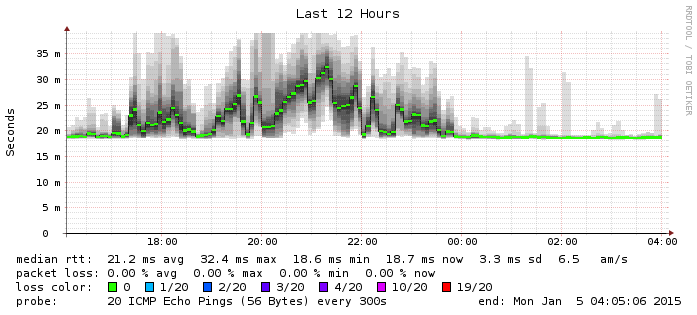 Last 12 Hours
RRDTOOL / TOBI OETIKER
Seconds
35 m
30 m
25 m
20 m
15 m
10 m
5 m
0
18:00 20:00 22:00 00:00 02:00 04:00
median rtt: 21.2 ms avg 32.4 ms max 18.6 ms min 18.7 ms now 3.3 ms sd 6.5 am/s
packet loss: 0.00 % avg 0.00 % max 0.00 % min 0.00 % now
loss color: 0 1/20 2/20 3/20 4/20 10/20 19/20
probe: 20 ICMP Echo Pings (56 Bytes) every 300s end: Mon Jan 5 04:05:06 2015